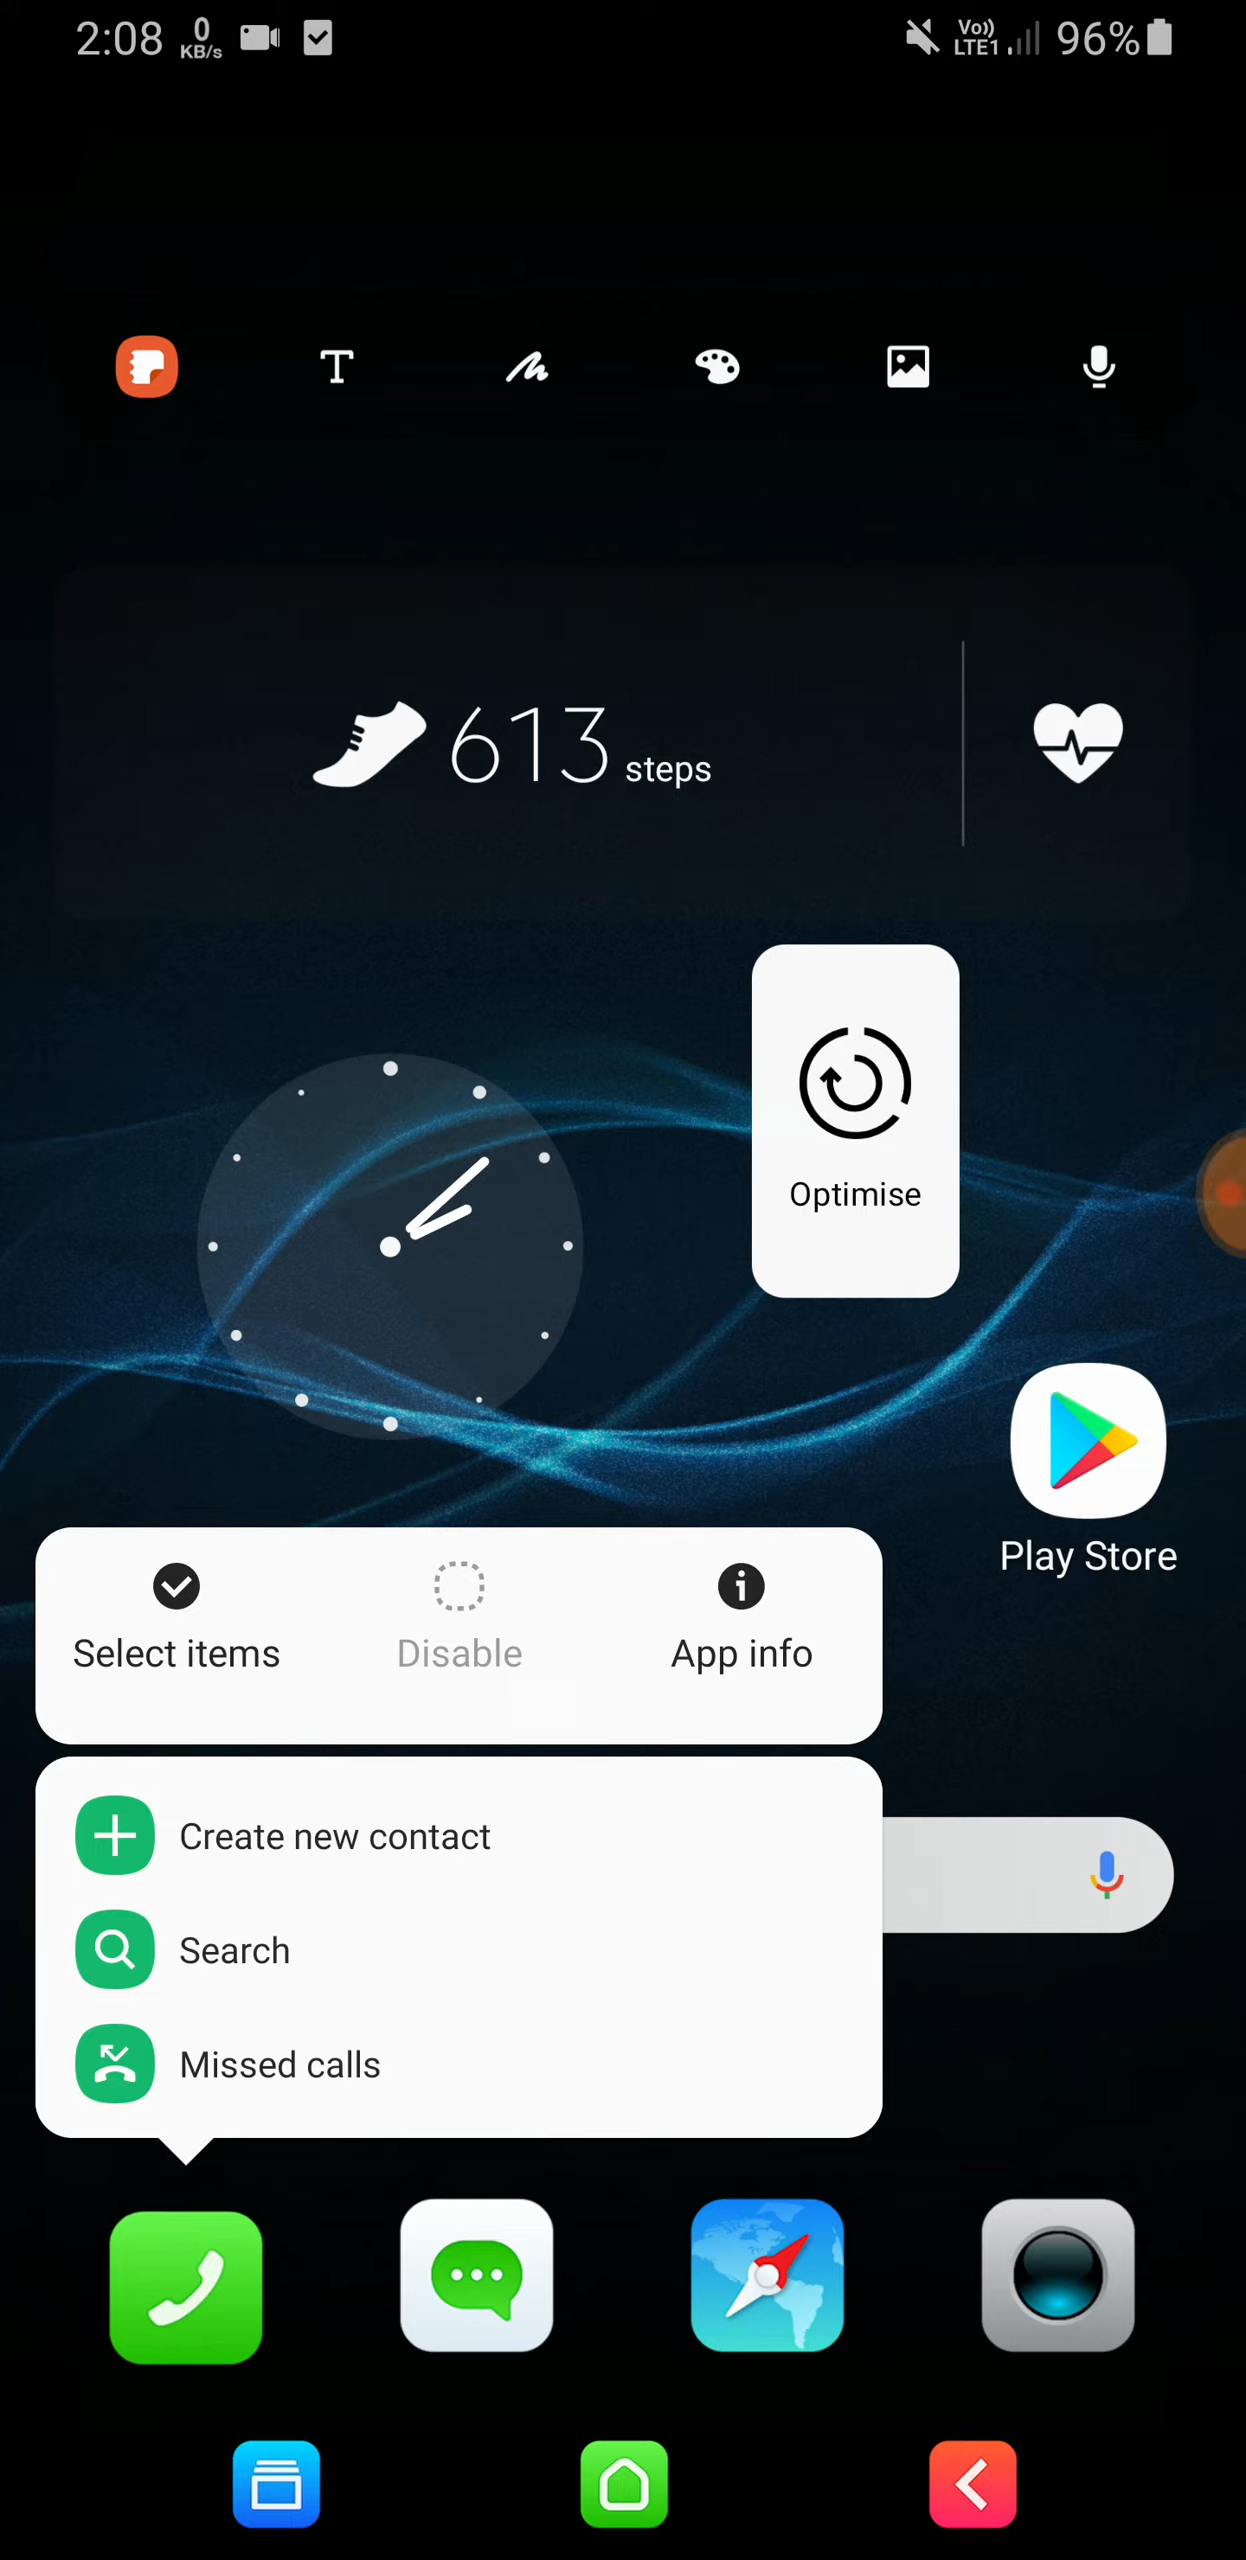 2:08 0 KB/s Vo)) LTE1 96%
T
613 steps
Optimise
Play Store
Select items Disable App info
Create new contact
Search
Missed calls